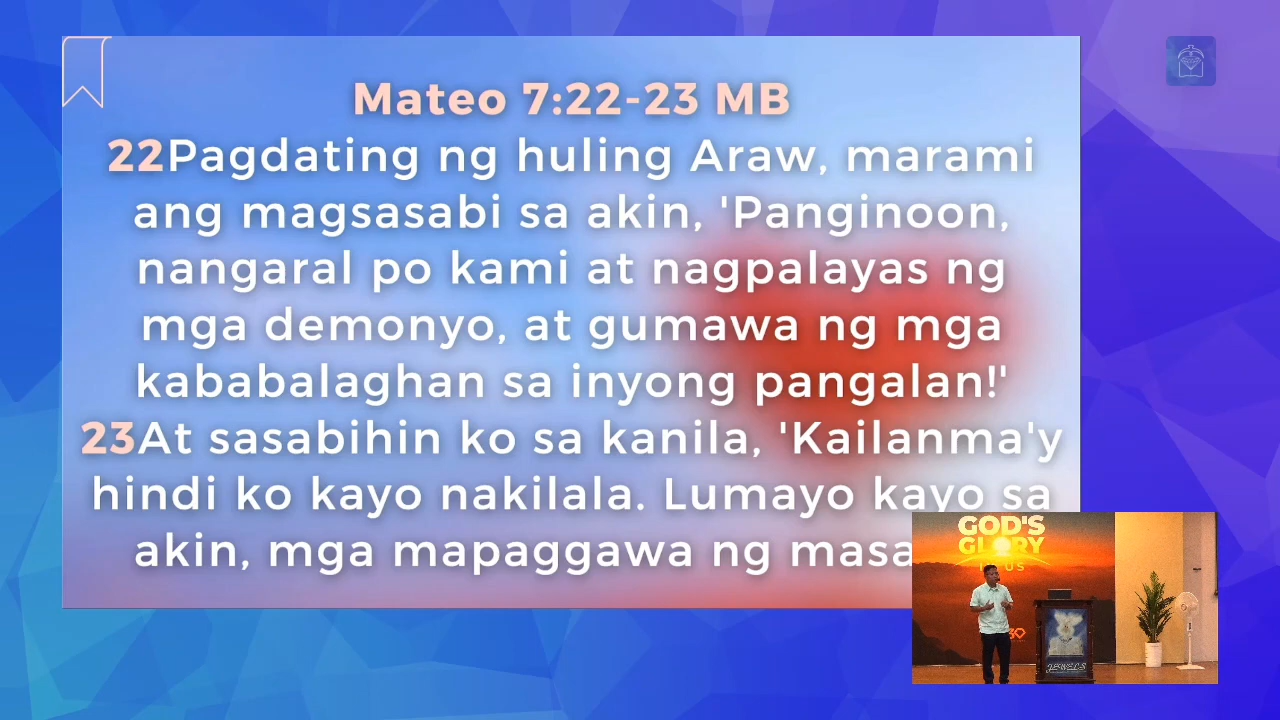 Mateo 7:22-23 MB
22Pagdating ng huling Araw, marami
ang magsasabi sa akin, 'Panginoon,
nangaral po kami at nagpalayas ng
mga demonyo, at gumawa ng mga
kababalaghan sa inyong pangalan!'
23At sasabihin ko sa kanila, 'Kailanma'y
hindi ko kayo nakilala. Lumayo kayo sa
akin, mga mapaggawa ng
GOD'S
GLORY
JEWELS